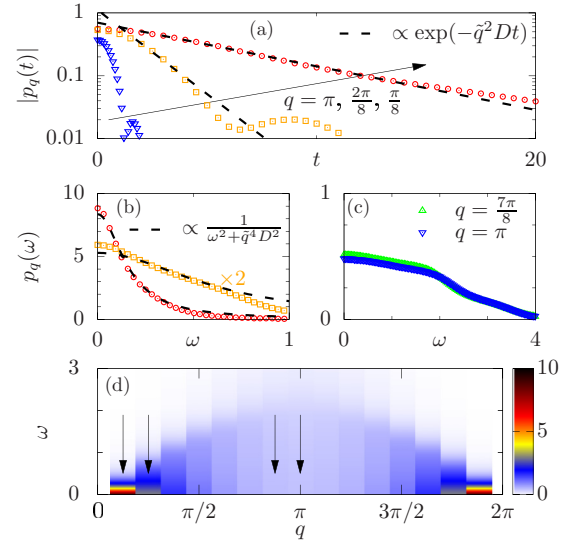 1
0.1
0.01
|p_q(t)|
(a)
∝ exp(−q̃²Dt)
q = π, 2π/8, π/8
0
t
20
10
5
0
p_q(ω)
(b)
∝ 1/(ω²+q̃⁴D²)
×2
0
ω
1
(c)
q = 7π/8
q = π
0
ω
4
3
0
ω
(d)
0
π/2
π
3π/2
2π
q
10
5
0